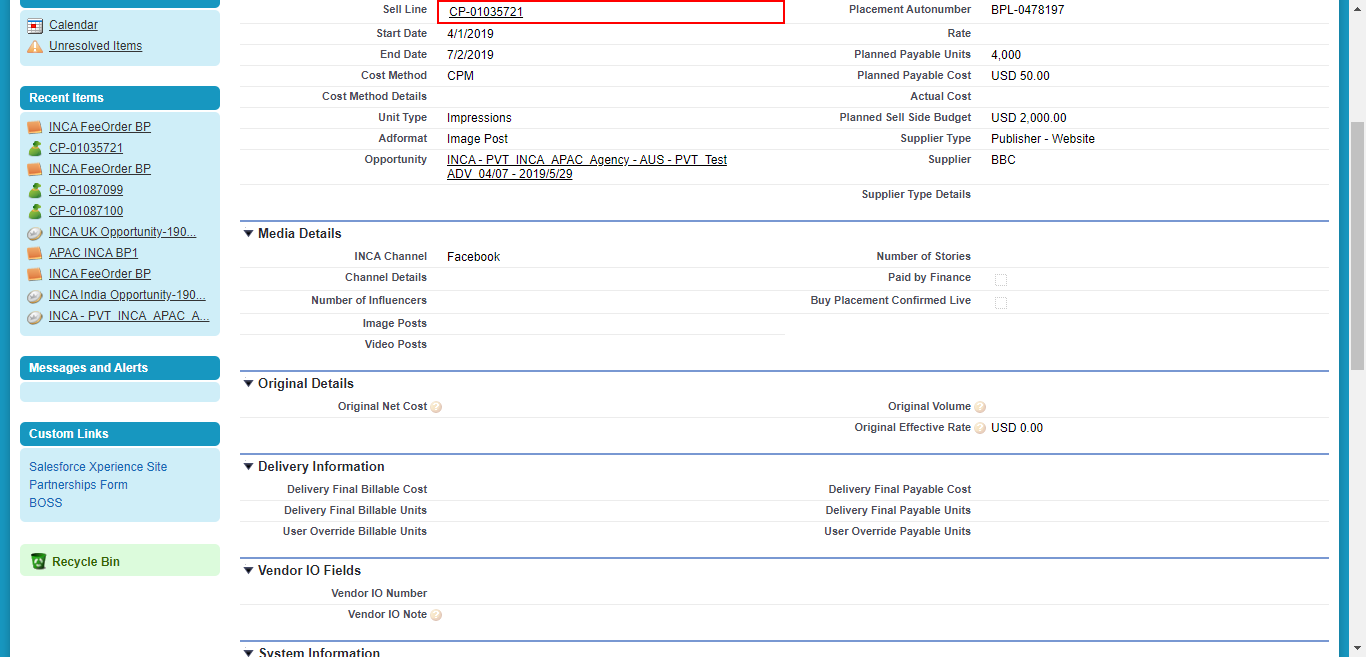 Calendar
Unresolved Items
Recent Items
INCA FeeOrder BP
CP-01035721
INCA FeeOrder BP
CP-01087099
CP-01087100
INCA UK Opportunity-190...
APAC INCA BP1
INCA FeeOrder BP
INCA India Opportunity-190...
INCA - PVT_INCA_APAC_A...
Messages and Alerts
Custom Links
Salesforce Xperience Site
Partnerships Form
BOSS
Recycle Bin
Sell Line CP-01035721 Placement Autonumber BPL-0478197
Start Date 4/1/2019 Rate
End Date 7/2/2019 Planned Payable Units 4,000
Cost Method CPM Planned Payable Cost USD 50.00
Cost Method Details Actual Cost
Unit Type Impressions Planned Sell Side Budget USD 2,000.00
Adformat Image Post Supplier Type Publisher - Website
Opportunity INCA - PVT_INCA_APAC_Agency - AUS - PVT_Test Supplier BBC
ADV_04/07 - 2019/5/29
Supplier Type Details
Media Details
INCA Channel Facebook Number of Stories
Channel Details Paid by Finance
Number of Influencers Buy Placement Confirmed Live
Image Posts
Video Posts
Original Details
Original Net Cost ? Original Volume ?
Original Effective Rate ? USD 0.00
Delivery Information
Delivery Final Billable Cost Delivery Final Payable Cost
Delivery Final Billable Units Delivery Final Payable Units
User Override Billable Units User Override Payable Units
Vendor IO Fields
Vendor IO Number
Vendor IO Note ?
System Information